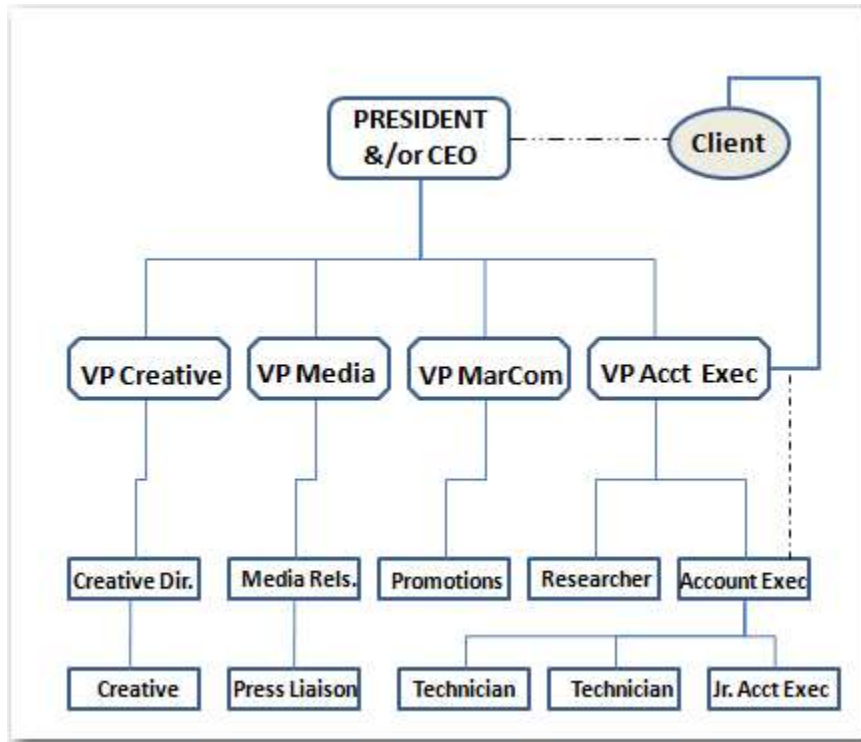 PRESIDENT
&/or CEO
Client
VP Creative
VP Media
VP MarCom
VP Acct Exec
Creative Dir.
Media Rels.
Promotions
Researcher
Account Exec
Creative
Press Liaison
Technician
Technician
Jr. Acct Exec